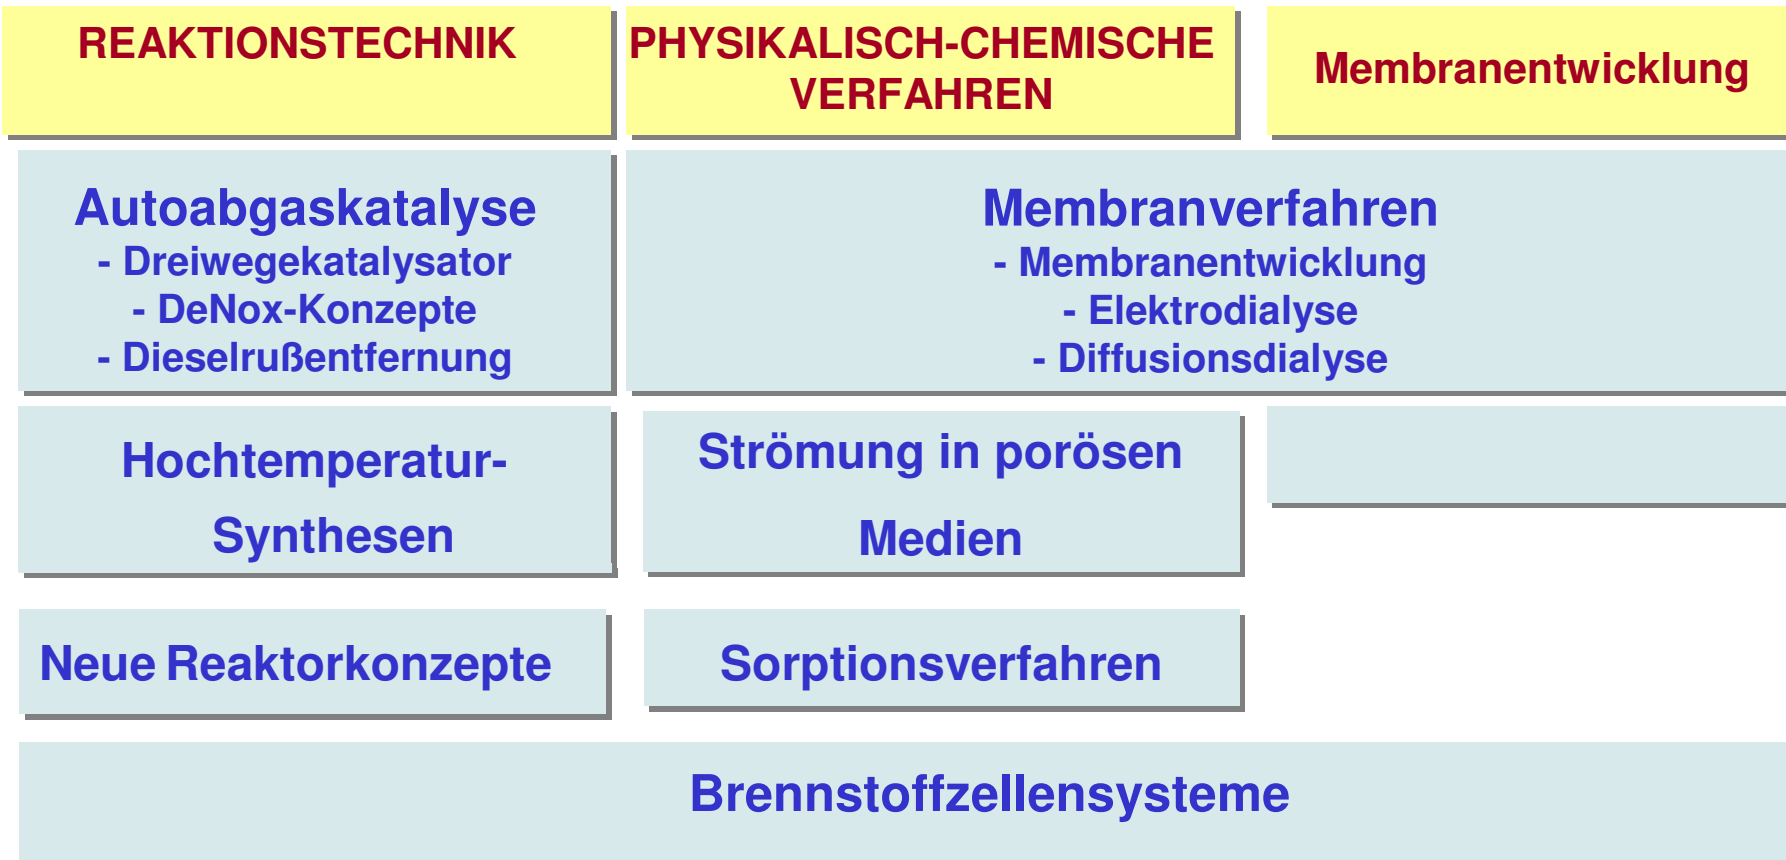 REAKTIONSTECHNIK
PHYSIKALISCH-CHEMISCHE
VERFAHREN
Membranentwicklung
Autoabgaskatalyse
- Dreiwegekatalysator
- DeNox-Konzepte
- Dieselrußentfernung
Membranverfahren
- Membranentwicklung
- Elektrodialyse
- Diffusionsdialyse
Hochtemperatur-
Synthesen
Strömung in porösen
Medien
Neue Reaktorkonzepte
Sorptionsverfahren
Brennstoffzellensysteme